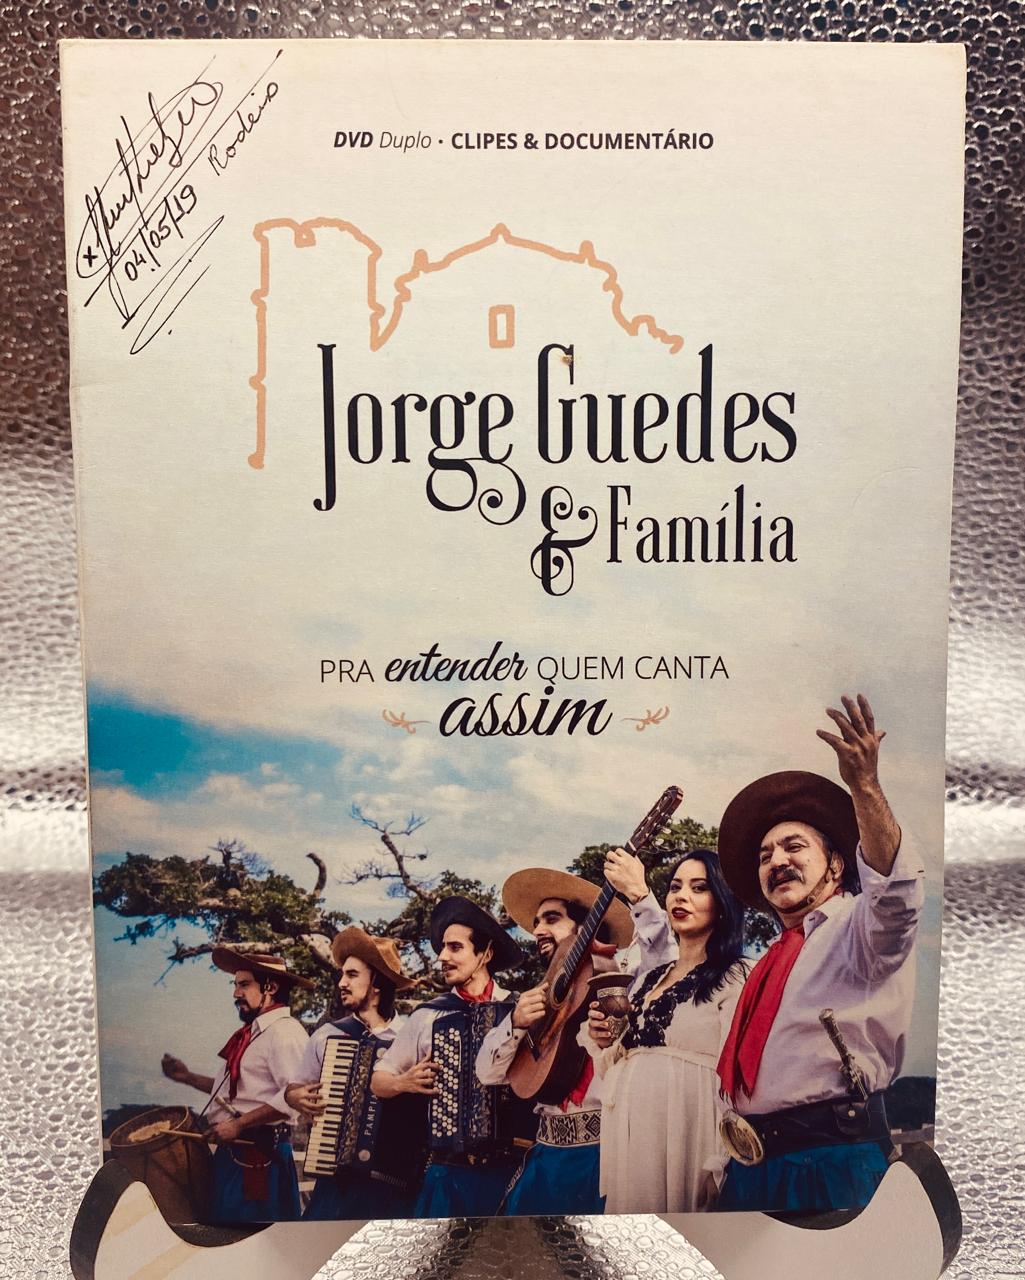 04/05/19 Rodeio
DVD Duplo • CLIPES & DOCUMENTÁRIO
Jorge Guedes
& Família
PRA entender QUEM CANTA
assim